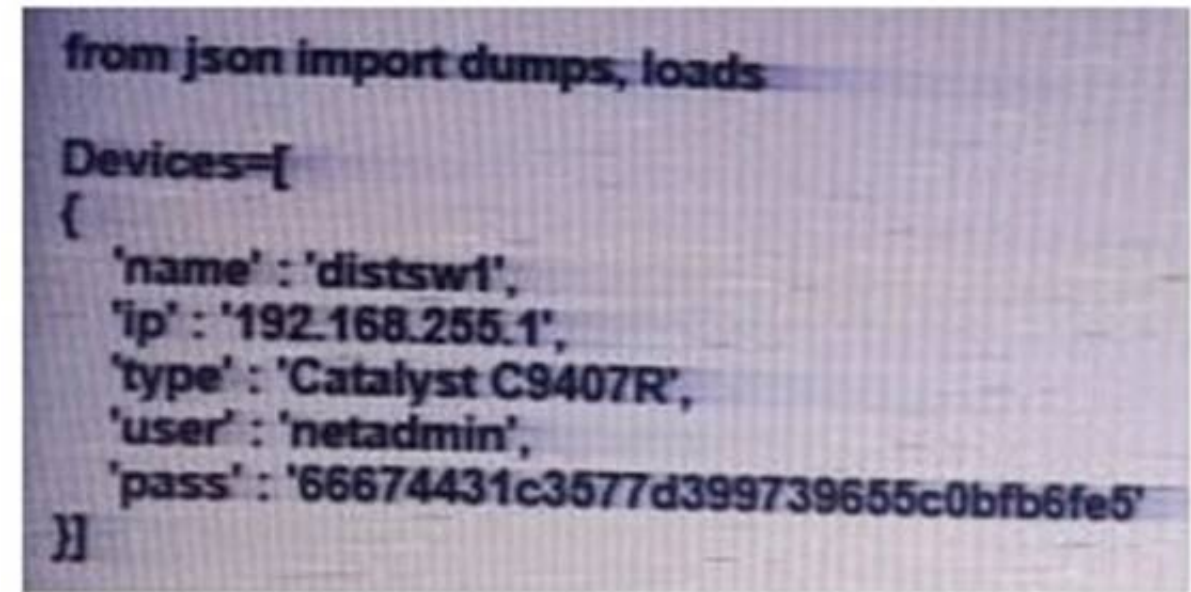 from json import dumps, loads
Devices=[
{
'name' : 'distsw1',
'ip' : '192.168.255.1',
'type' : 'Catalyst C9407R',
'user' : 'netadmin',
'pass' : '66674431c3577d399739655c0bfb6fe5'
}]